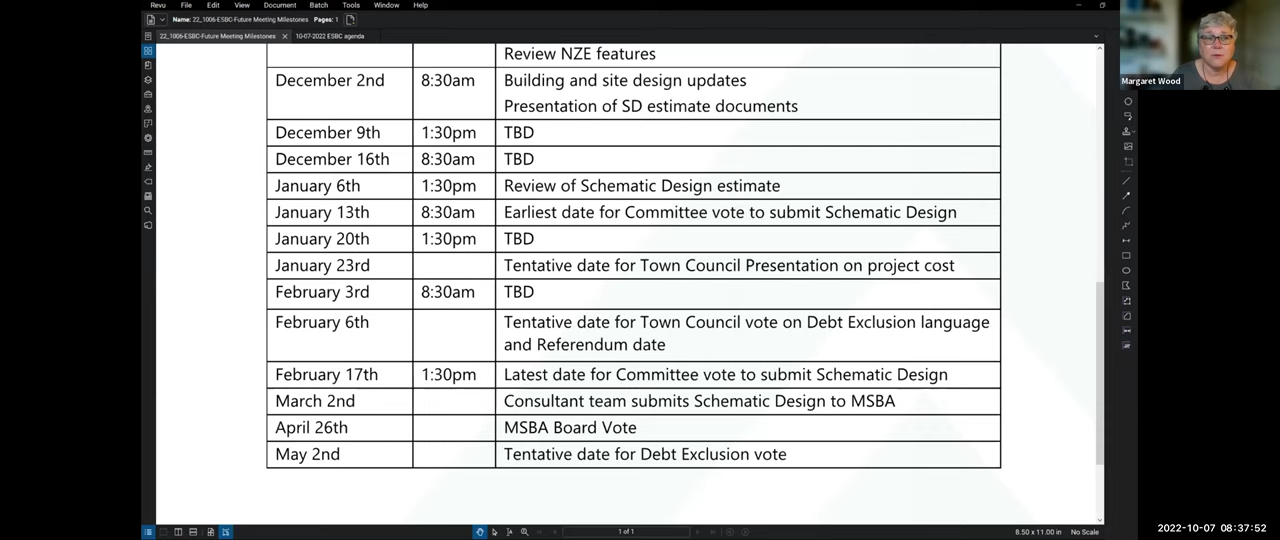 Revu File Edit View Document Batch Tools Window Help
Name: 22_1006-ESBC-Future Meeting Milestones Pages: 1
22_1006-ESBC-Future Meeting Milestones 10-07-2022 ESBC agenda
Review NZE features
December 2nd 8:30am Building and site design updates
Presentation of SD estimate documents
December 9th 1:30pm TBD
December 16th 8:30am TBD
January 6th 1:30pm Review of Schematic Design estimate
January 13th 8:30am Earliest date for Committee vote to submit Schematic Design
January 20th 1:30pm TBD
January 23rd Tentative date for Town Council Presentation on project cost
February 3rd 8:30am TBD
February 6th Tentative date for Town Council vote on Debt Exclusion language
and Referendum date
February 17th 1:30pm Latest date for Committee vote to submit Schematic Design
March 2nd Consultant team submits Schematic Design to MSBA
April 26th MSBA Board Vote
May 2nd Tentative date for Debt Exclusion vote
1 of 1
8.50 x 11.00 in No Scale
Margaret Wood
2022-10-07 08:37:52